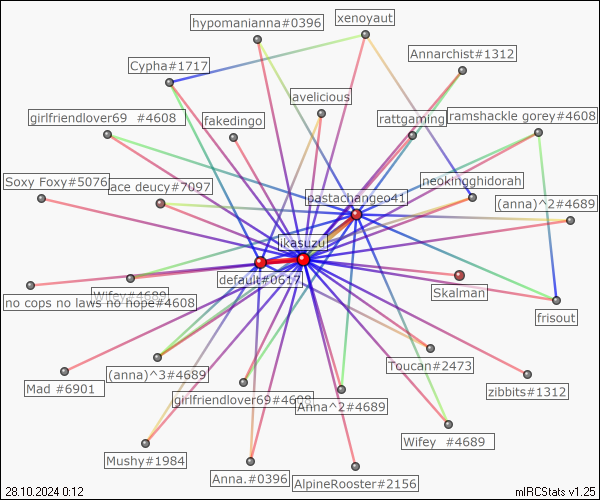 hypomanianna#0396
xenoyaut
Annarchist#1312
Cypha#1717
avelicious
girlfriendlover69 #4608
fakedingo
rattgaming
ramshackle gorey#4608
Soxy Foxy#5076
ace deucy#7097
neokingghidorah
pastachangeo41
(anna)^2#4689
ikasuzu
default#0617
Skalman
Wifey#4689
no cops no laws no hope#4608
frisout
Toucan#2473
(anna)^3#4689
Mad #6901
zibbits#1312
girlfriendlover69#4608
Anna^2#4689
Wifey #4689
Mushy#1984
Anna.#0396
AlpineRooster#2156
28.10.2024 0:12
mIRCStats v1.25